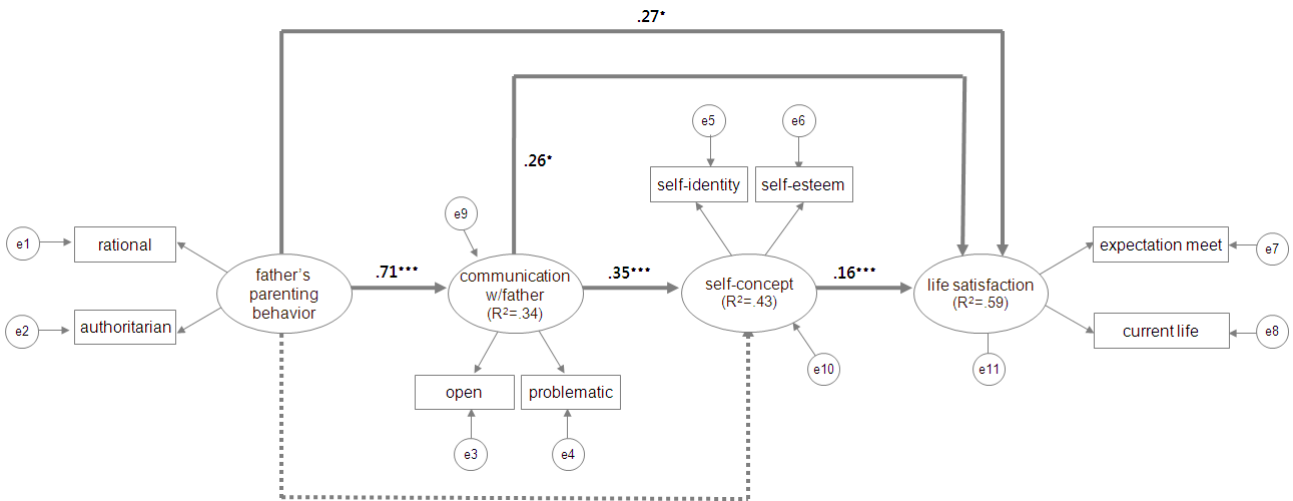 .27*
e5
e6
.26*
self-identity
self-esteem
e9
e1
rational
expectation meet
e7
father's
parenting
behavior
.71***
communication
w/father
(R²=.34)
.35***
self-concept
(R²=.43)
.16***
life satisfaction
(R²=.59)
e2
authoritarian
current life
e8
e10
e11
open
problematic
e3
e4